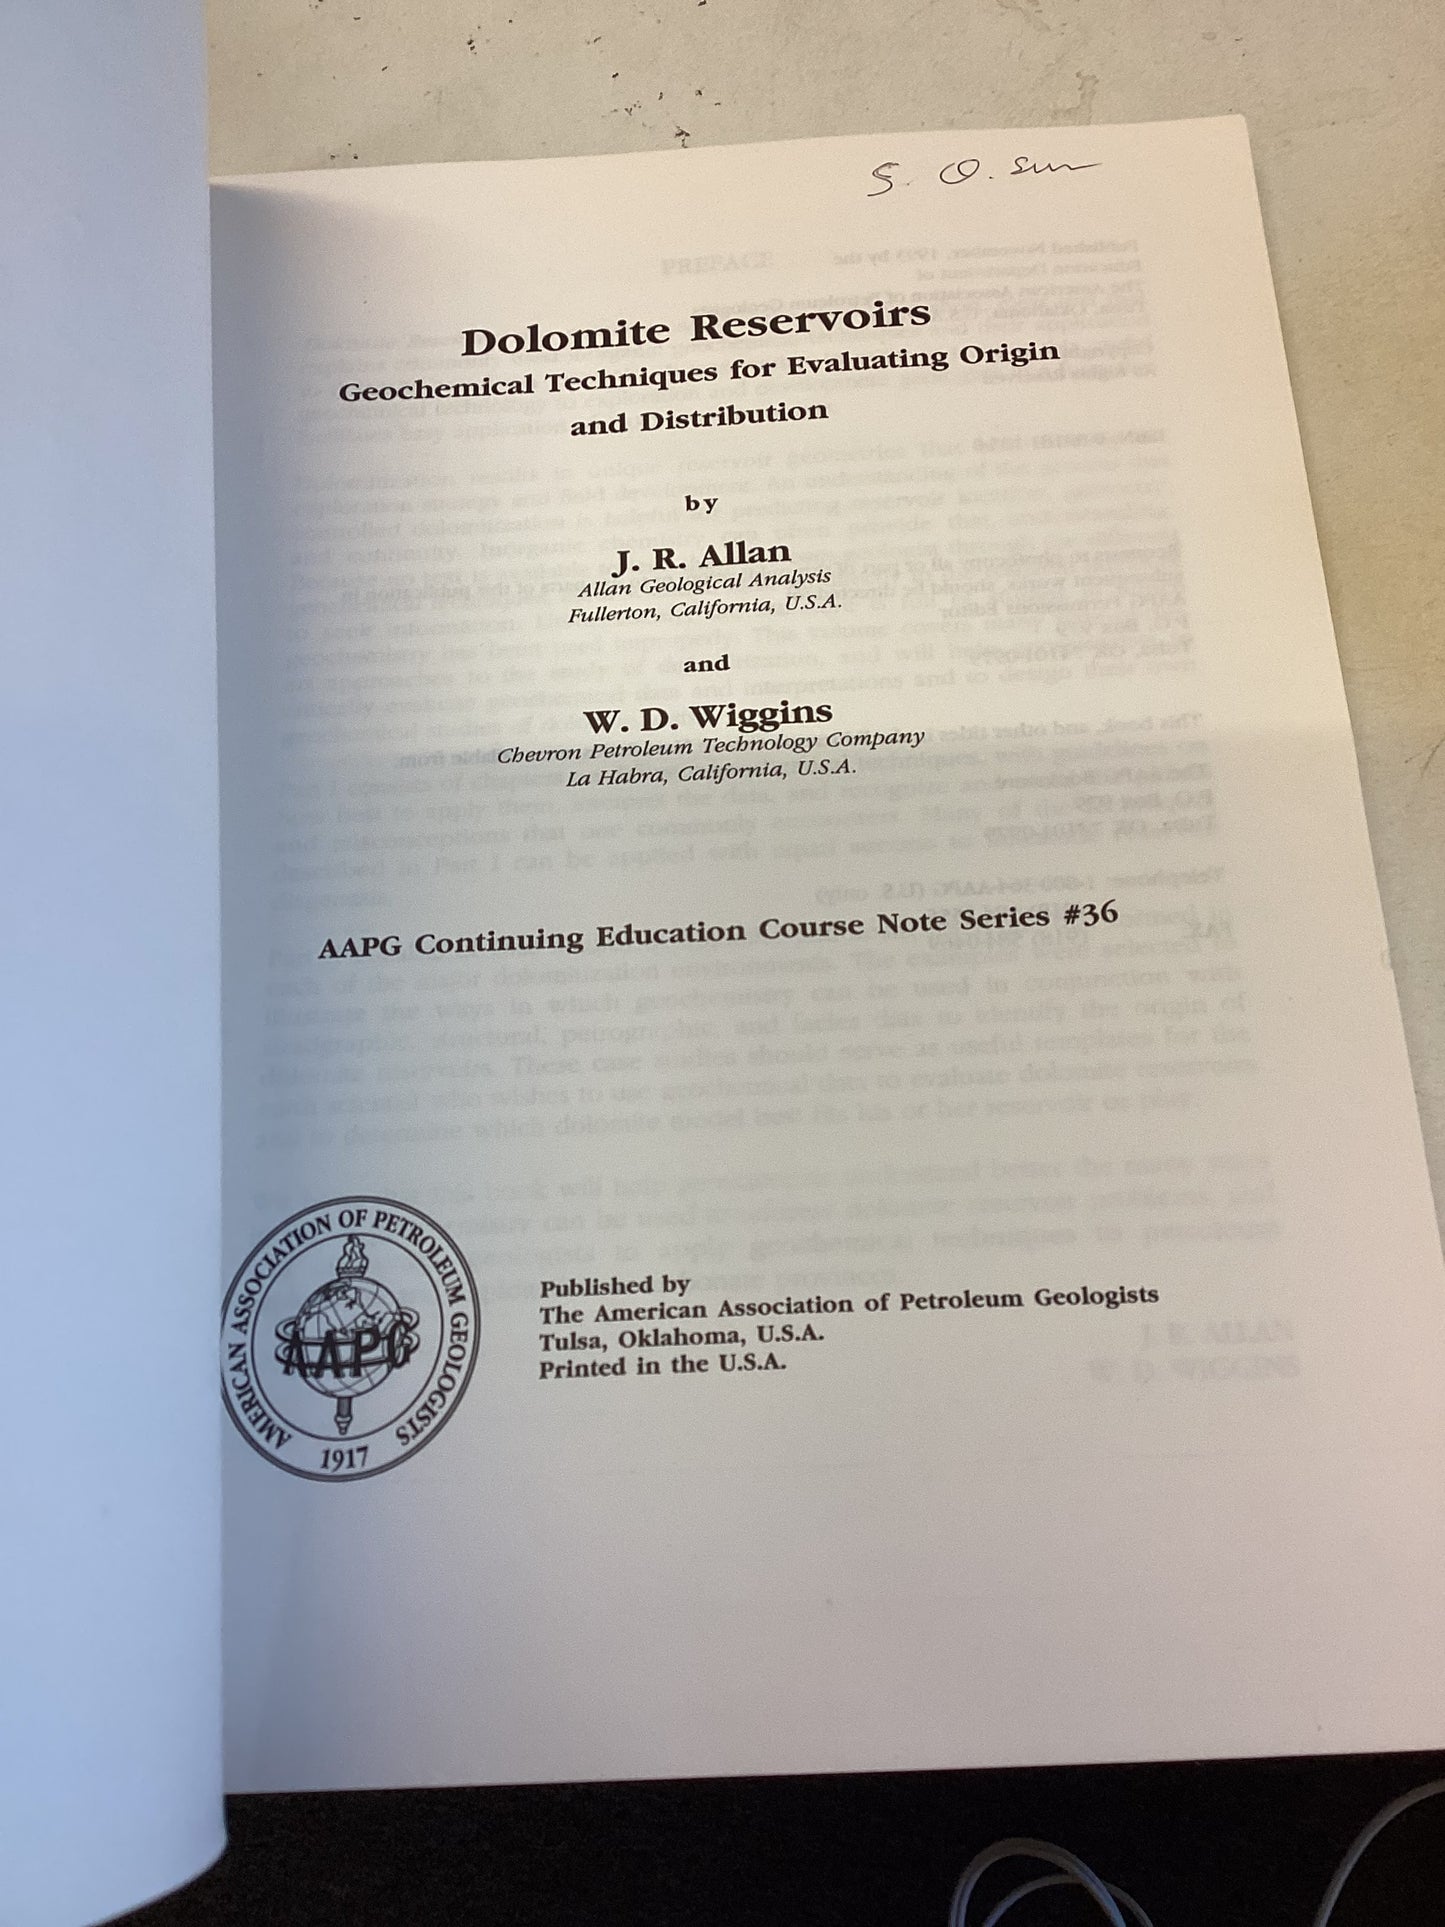 S. Q. Sun
Dolomite Reservoirs
Geochemical Techniques for Evaluating Origin
and Distribution
by
J. R. Allan
Allan Geological Analysis
Fullerton, California, U.S.A.
and
W. D. Wiggins
Chevron Petroleum Technology Company
La Habra, California, U.S.A.
AAPG Continuing Education Course Note Series #36
AMERICAN ASSOCIATION OF PETROLEUM GEOLOGISTS
AAPG
1917
Published by
The American Association of Petroleum Geologists
Tulsa, Oklahoma, U.S.A.
Printed in the U.S.A.